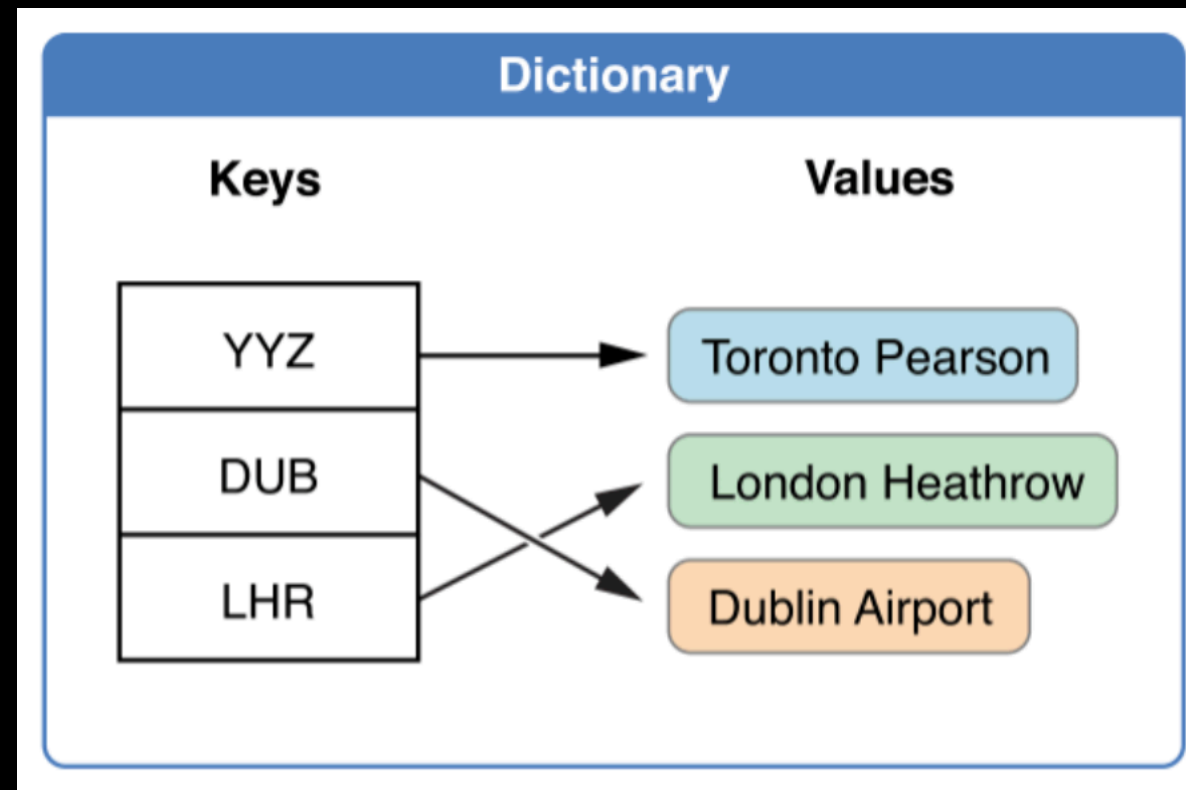 Dictionary
Keys
Values
YYZ
Toronto Pearson
DUB
London Heathrow
LHR
Dublin Airport